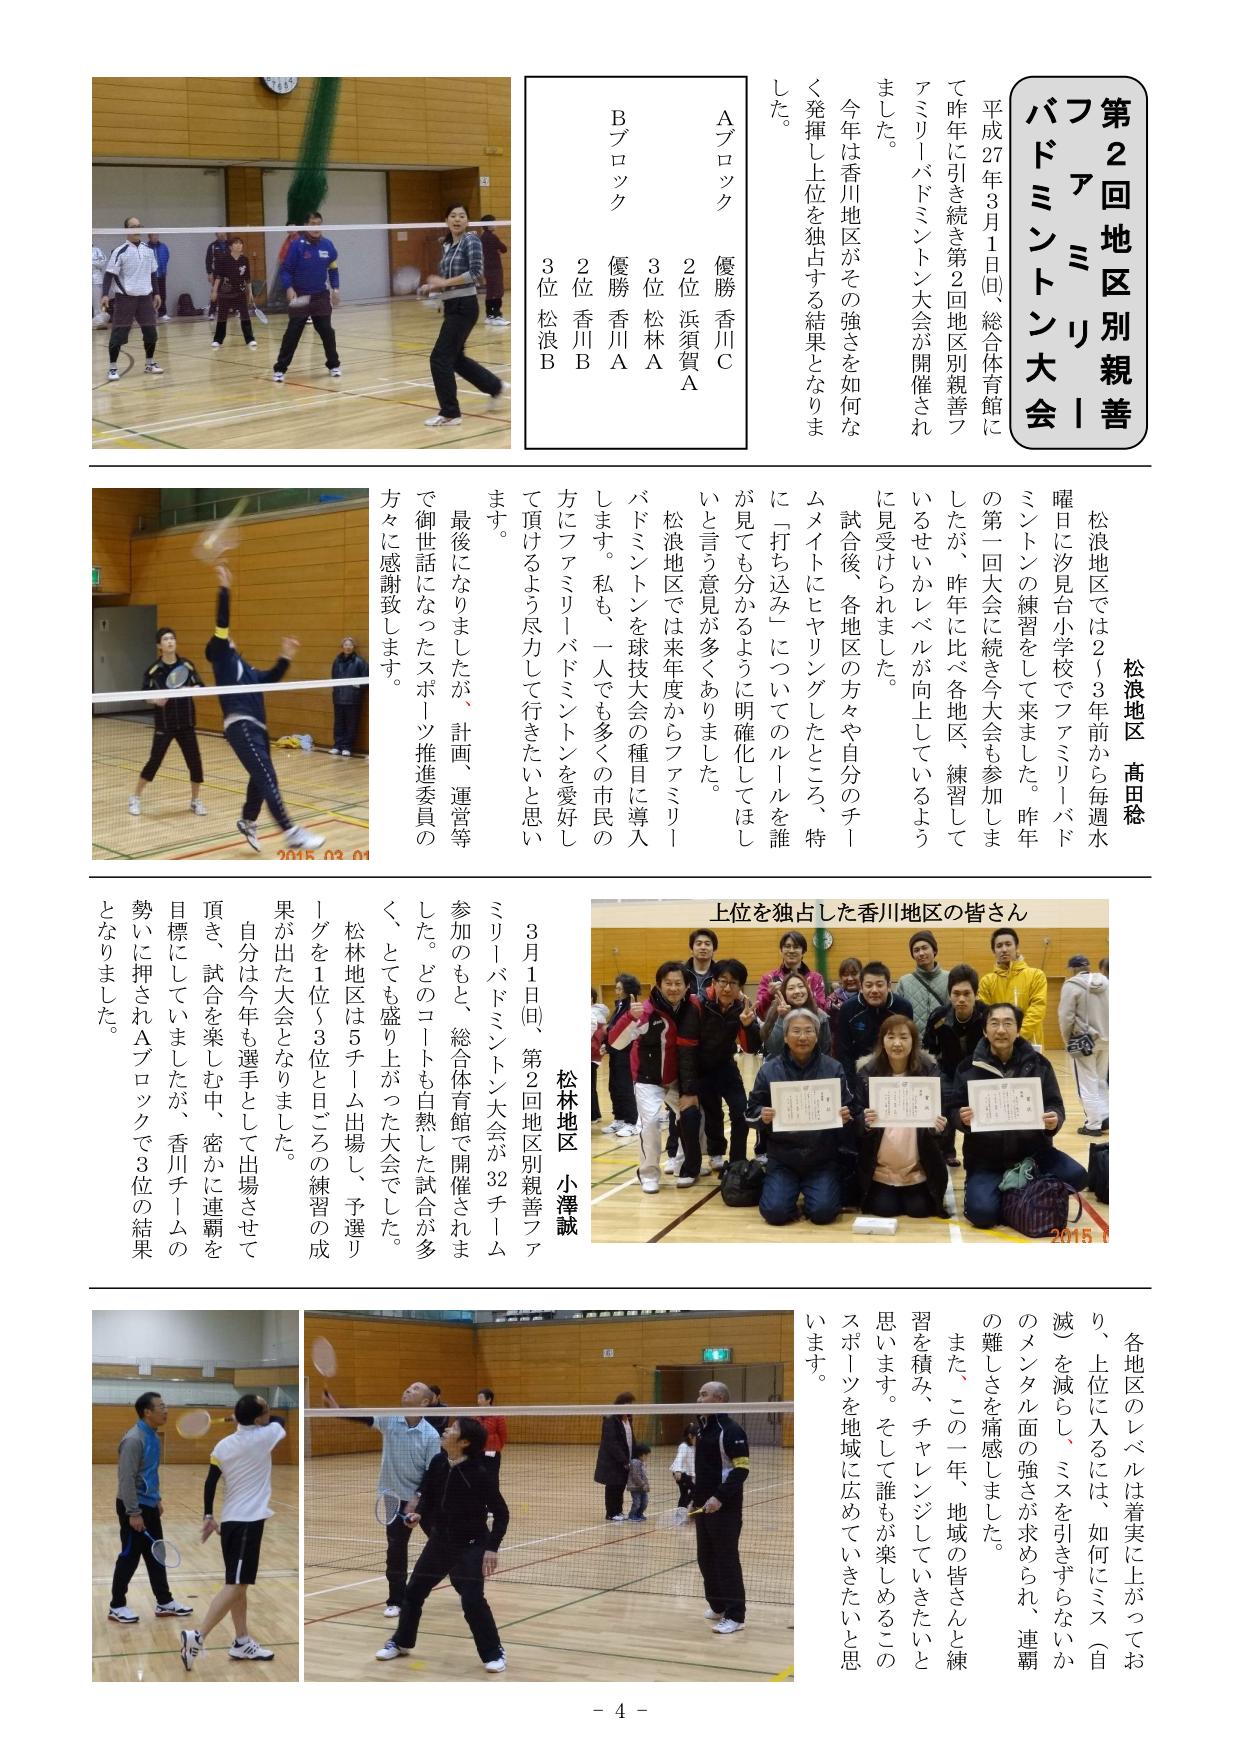 第２回地区別親善
ファミリー
バドミントン大会
平成27年３月１日㈰、総合体育館に
て昨年に引き続き第２回地区別親善フ
ァミリーバドミントン大会が開催され
ました。
今年は香川地区がその強さを如何な
く発揮し上位を独占する結果となりま
した。
Ａブロック　優勝　香川Ｃ
２位　浜須賀Ａ
３位　松林Ａ
Ｂブロック　優勝　香川Ａ
２位　香川Ｂ
３位　松浪Ｂ
松浪地区　髙田稔
松浪地区では２～３年前から毎週水
曜日に汐見台小学校でファミリーバド
ミントンの練習をして来ました。昨年
の第一回大会に続き今大会も参加しま
したが、昨年に比べ各地区、練習して
いるせいかレベルが向上しているよう
に見受けられました。
試合後、各地区の方々や自分のチー
ムメイトにヒヤリングしたところ、特
に「打ち込み」についてのルールを誰
が見ても分かるように明確化してほし
いと言う意見が多くありました。
松浪地区では来年度からファミリー
バドミントンを球技大会の種目に導入
します。私も、一人でも多くの市民の
方にファミリーバドミントンを愛好し
て頂けるよう尽力して行きたいと思い
ます。
最後になりましたが、計画、運営等
で御世話になったスポーツ推進委員の
方々に感謝致します。
2015 03 01
上位を独占した香川地区の皆さん
2015
松林地区　小澤誠
３月１日㈰、第２回地区別親善ファ
ミリーバドミントン大会が32チーム
参加のもと、総合体育館で開催されま
した。どのコートも白熱した試合が多
く、とても盛り上がった大会でした。
松林地区は５チーム出場し、予選リ
ーグを１位～３位と日ごろの練習の成
果が出た大会となりました。
自分は今年も選手として出場させて
頂き、試合を楽しむ中、密かに連覇を
目標にしていましたが、香川チームの
勢いに押されＡブロックで３位の結果
となりました。
各地区のレベルは着実に上がってお
り、上位に入るには、如何にミス（自
滅）を減らし、ミスを引きずらないか
のメンタル面の強さが求められ、連覇
の難しさを痛感しました。
また、この一年、地域の皆さんと練
習を積み、チャレンジしていきたいと
思います。そして誰もが楽しめるこの
スポーツを地域に広めていきたいと思
います。
- 4 -